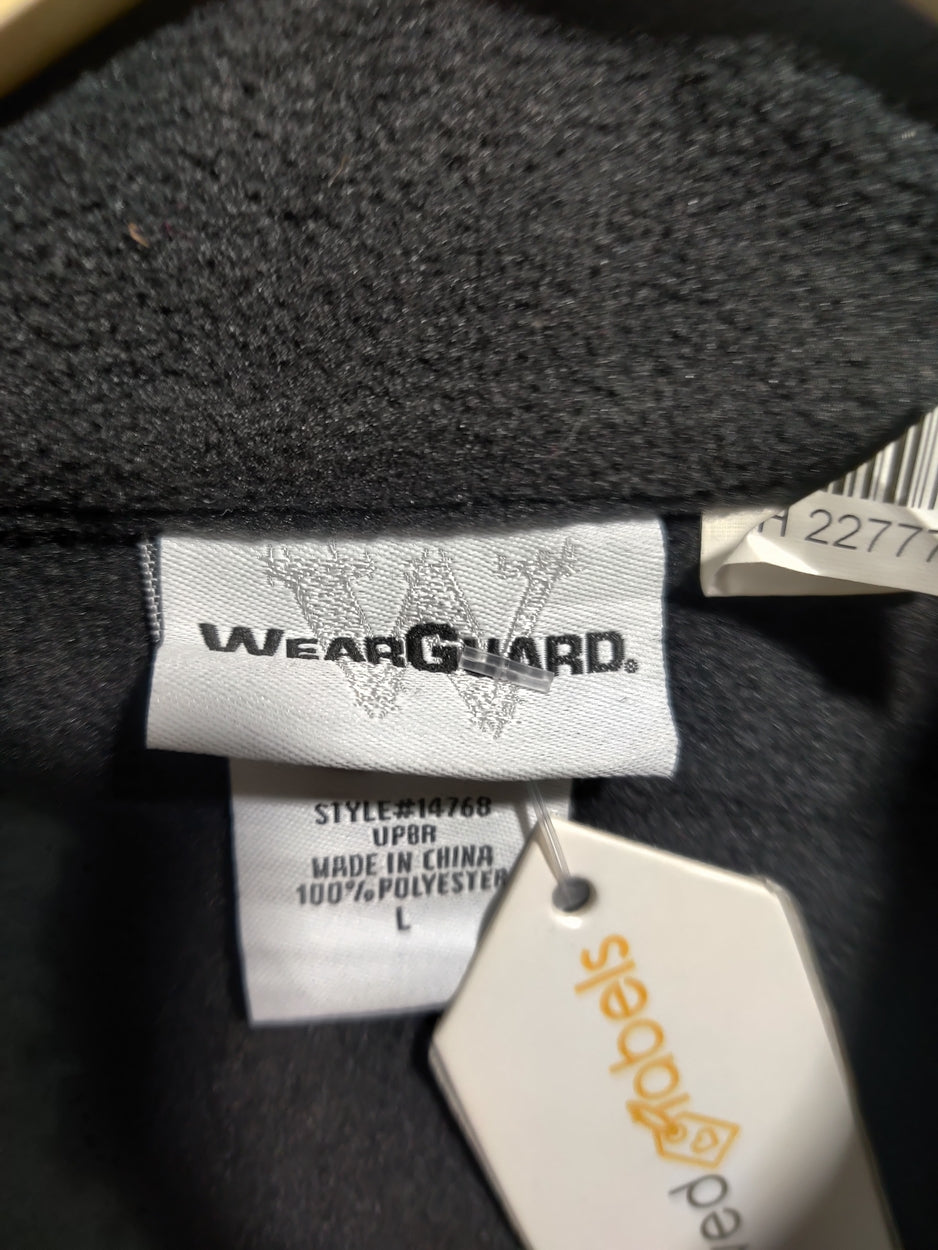 WEARGUARD®
H 22777
STYLE#14768
UPBR
MADE IN CHINA
100% POLYESTER
L
labels